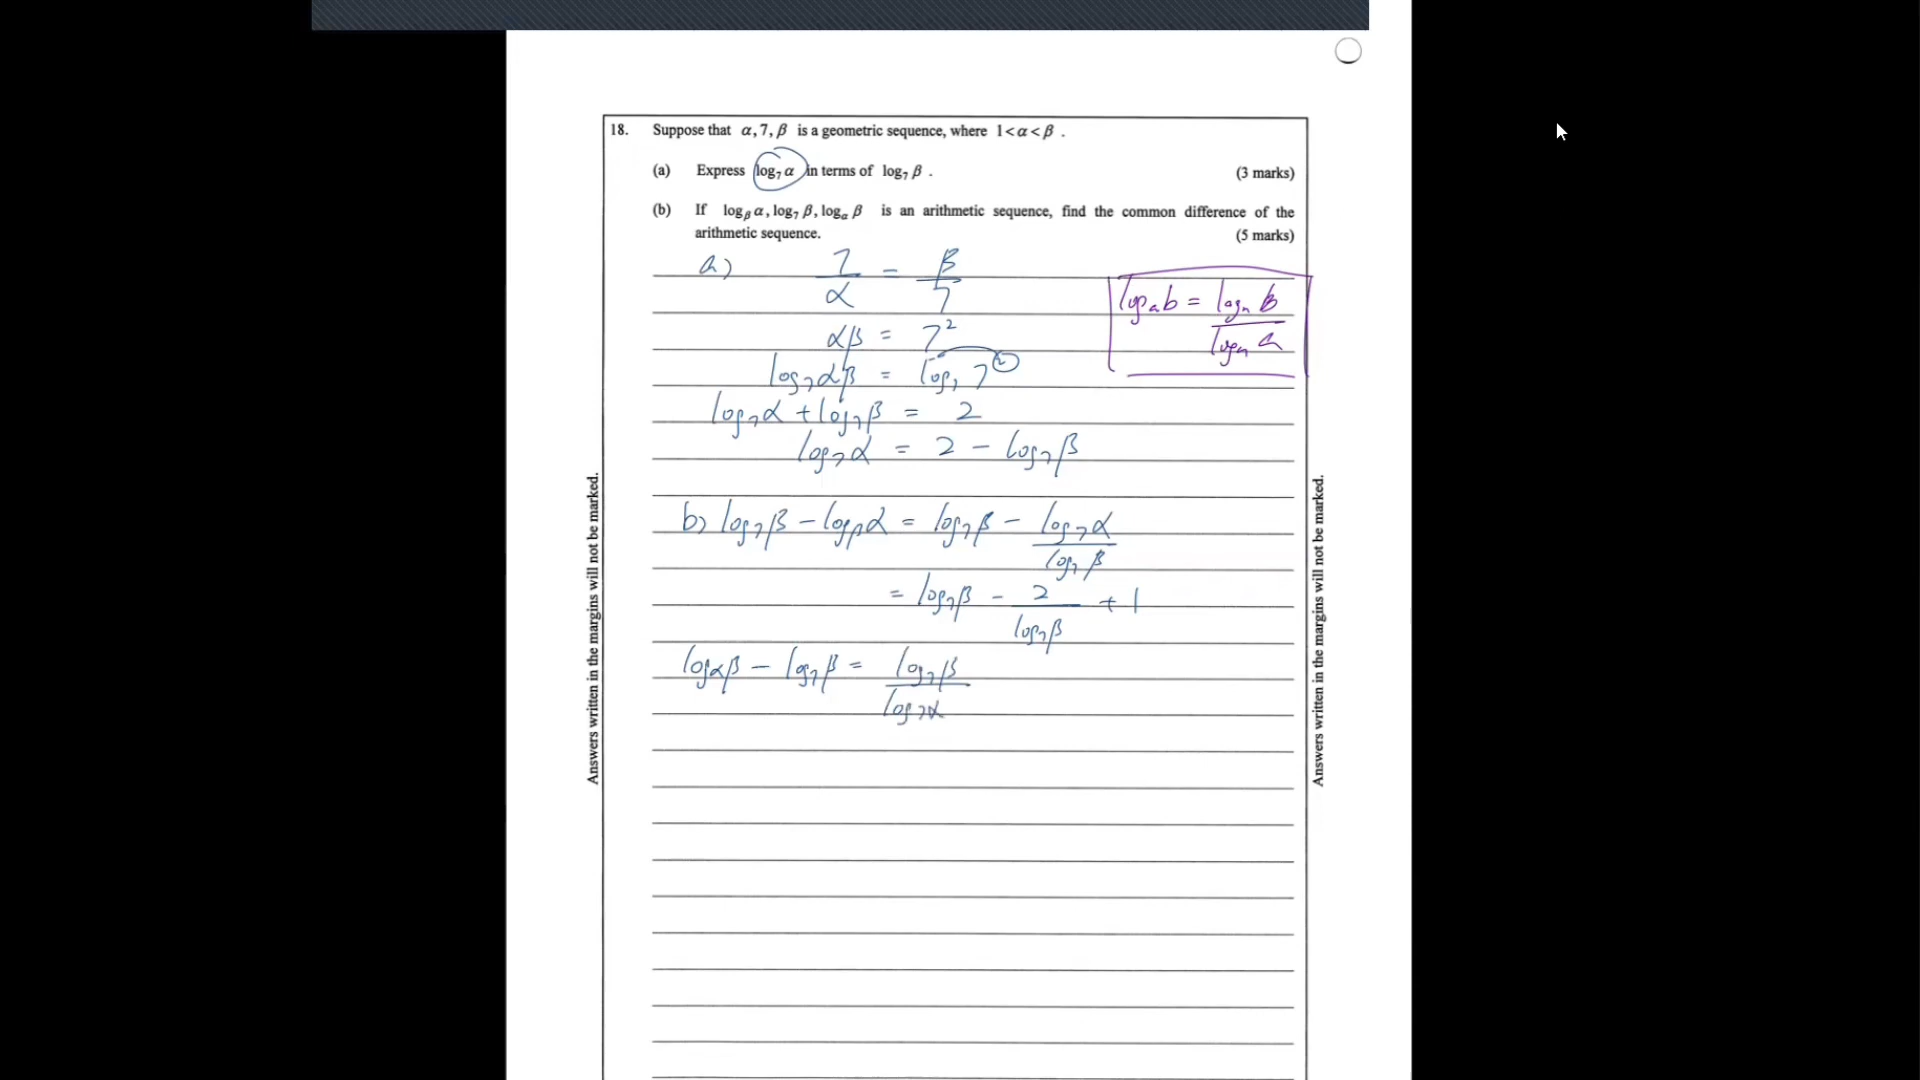 18. Suppose that α, 7, β is a geometric sequence, where 1 < α < β .
(a) Express log₇ α in terms of log₇ β . (3 marks)
(b) If log_β α, log₇ β, log_α β is an arithmetic sequence, find the common difference of the
arithmetic sequence. (5 marks)
a) 7/α = β/7
log_a b = log_n b / log_n a
αβ = 7²
log₇ αβ = log₇ 7²
log₇ α + log₇ β = 2
log₇ α = 2 − log₇ β
b) log₇ β − log_β α = log₇ β − log₇ α / log₇ β
= log₇ β − 2 / log₇ β + 1
log_α β − log₇ β = log₇ β / log₇ α
Answers written in the margins will not be marked.
Answers written in the margins will not be marked.